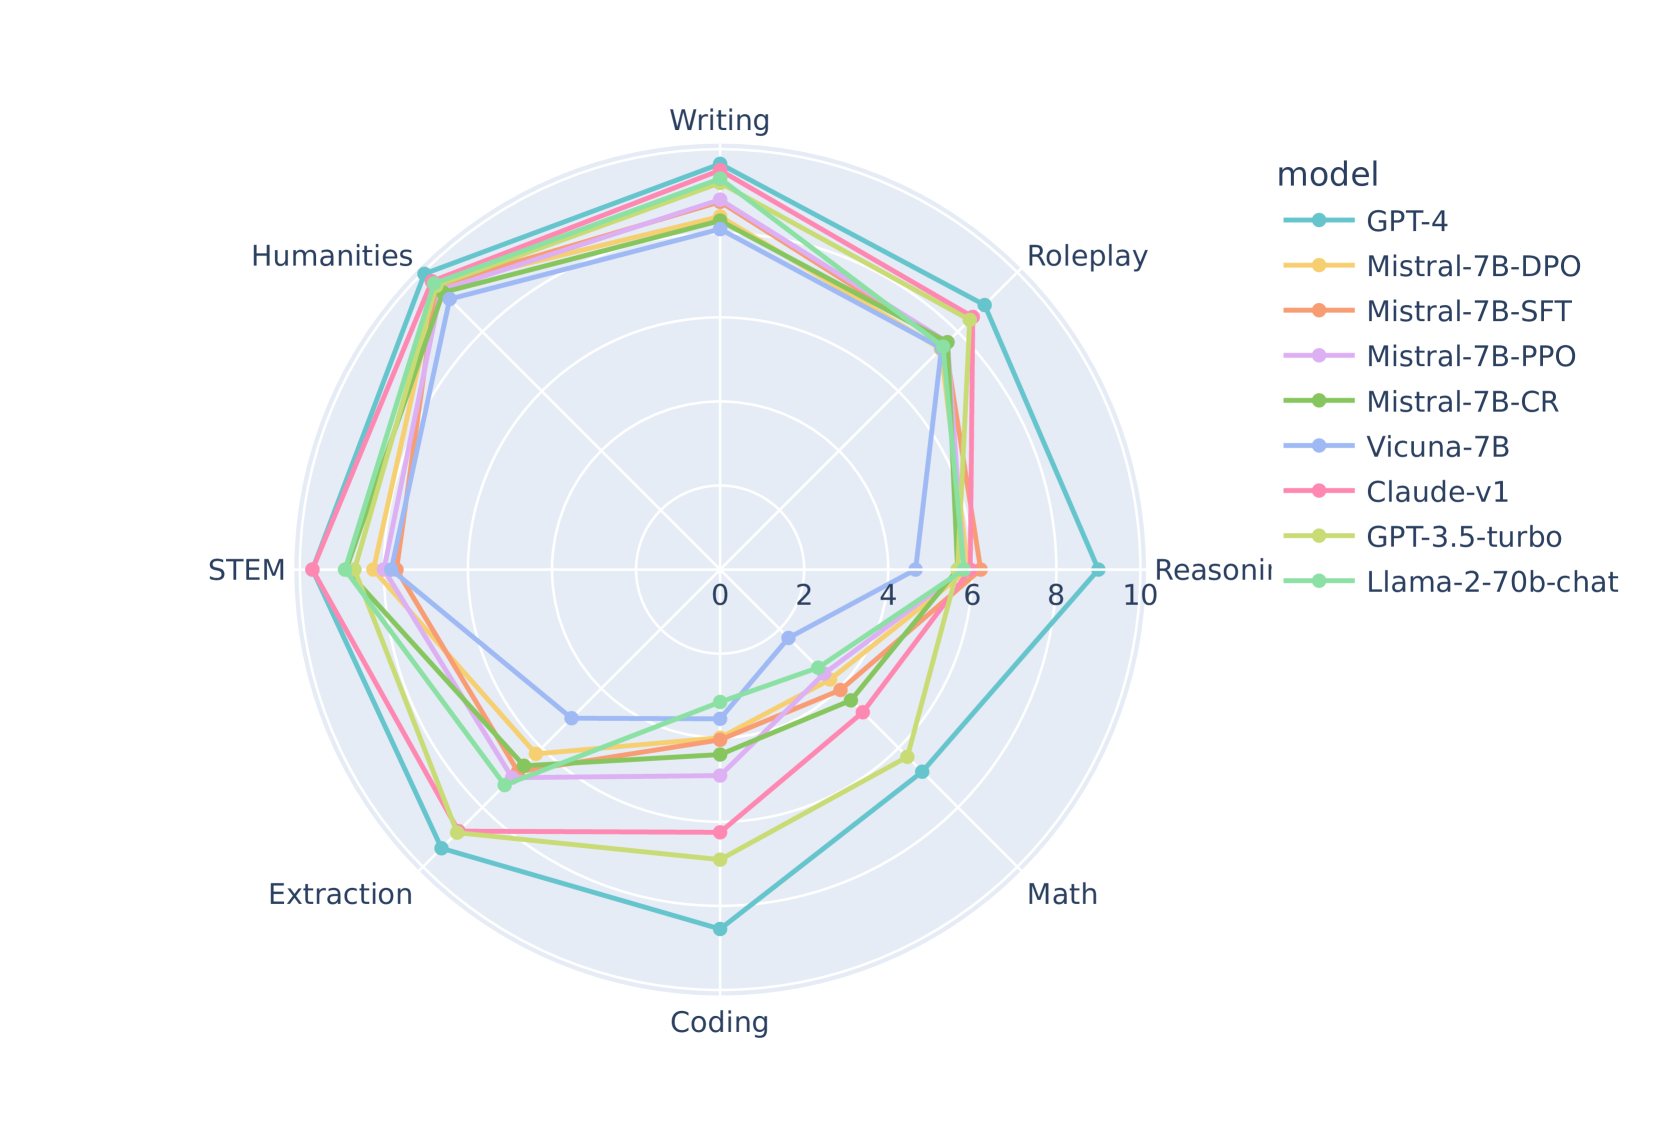 Writing
Humanities
Roleplay
STEM
Reasonin
0 2 4 6 8 10
Extraction
Math
Coding
model
GPT-4
Mistral-7B-DPO
Mistral-7B-SFT
Mistral-7B-PPO
Mistral-7B-CR
Vicuna-7B
Claude-v1
GPT-3.5-turbo
Llama-2-70b-chat